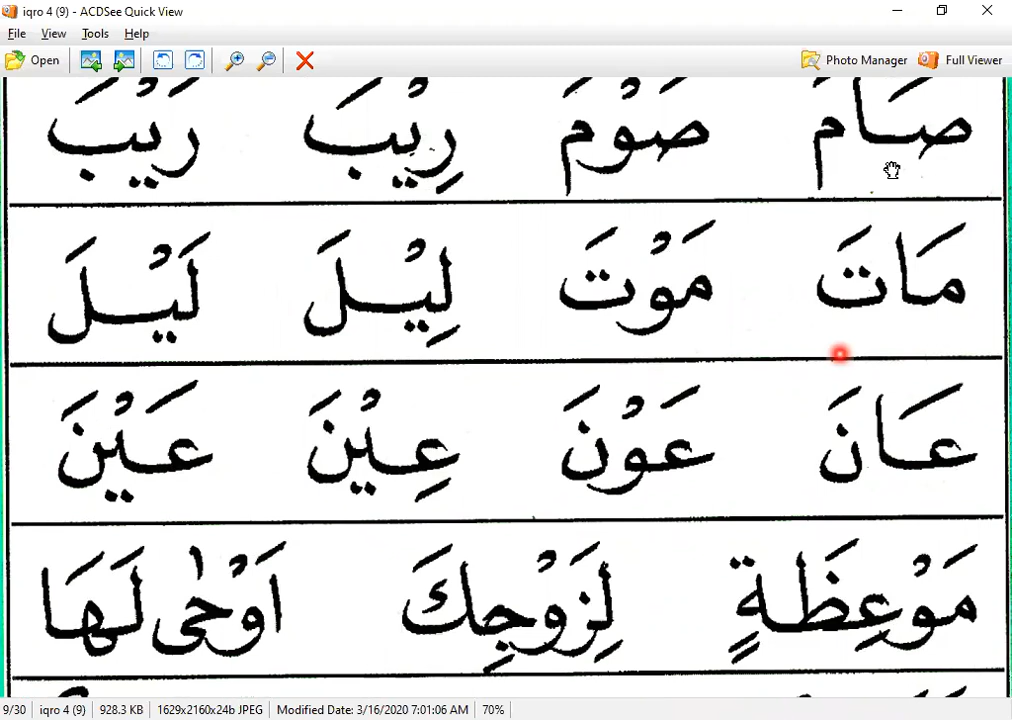 iqro 4 (9) - ACDSee Quick View
File View Tools Help
Open Photo Manager Full Viewer
صَامَ صَوْمَ رِيْبَ رَيْبَ
مَاتَ مَوْتَ لِيْلَ لَيْلَ
عَانَ عَوْنَ عِيْنَ عَيْنَ
مَوْعِظَةٍ لِزَوْجِكَ اَوْحٰى لَهَا
9/30 iqro 4 (9) 928.3 KB 1629x2160x24b JPEG Modified Date: 3/16/2020 7:01:06 AM 70%